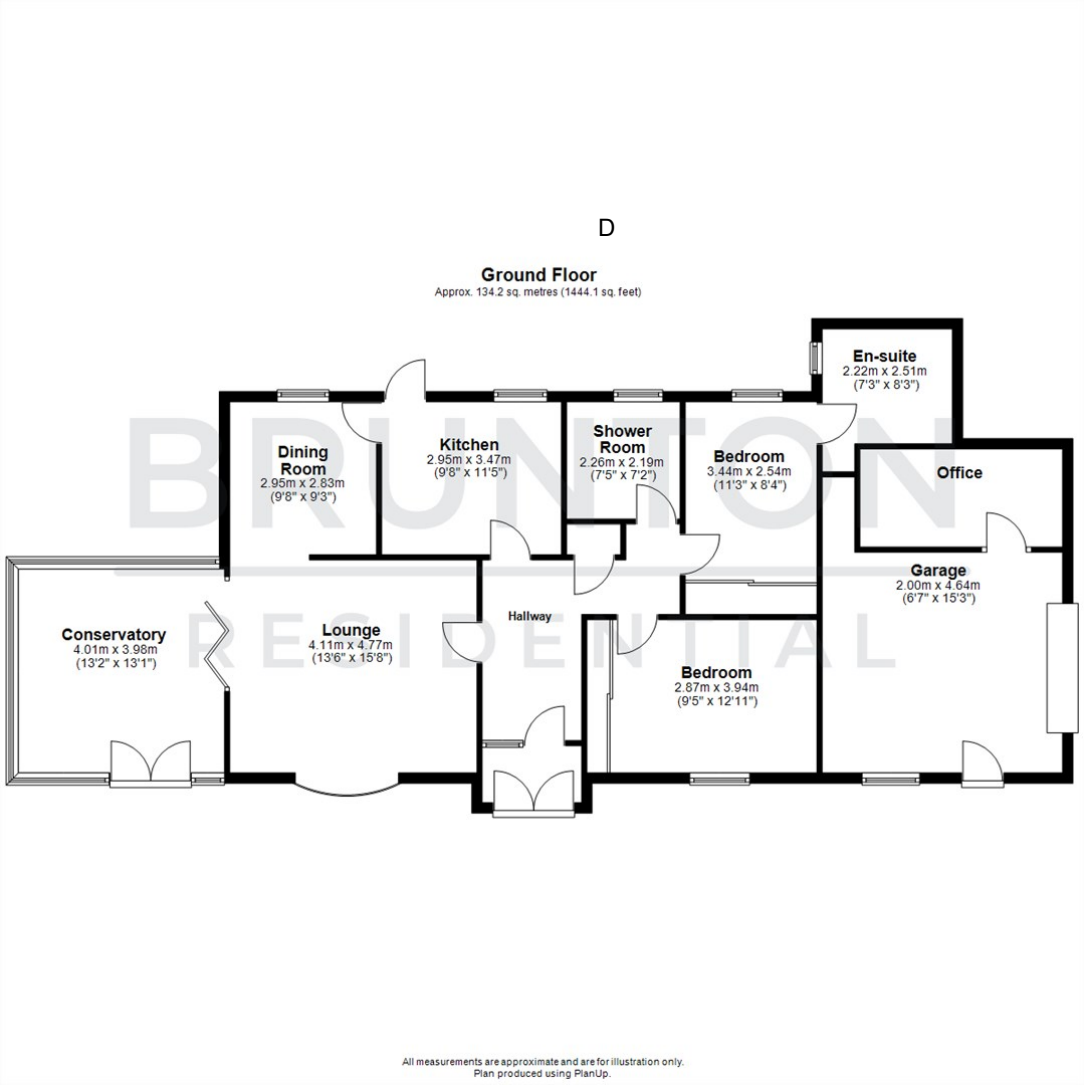 D
Ground Floor
Approx. 134.2 sq. metres (1444.1 sq. feet)
En-suite
2.22m x 2.51m
(7'3" x 8'3")
BRUNTON
RESIDENTIAL
Dining
Room
2.95m x 2.83m
(9'8" x 9'3")
Kitchen
2.95m x 3.47m
(9'8" x 11'5")
Shower
Room
2.26m x 2.19m
(7'5" x 7'2")
Bedroom
3.44m x 2.54m
(11'3" x 8'4")
Office
Garage
2.00m x 4.64m
(6'7" x 15'3")
Conservatory
4.01m x 3.98m
(13'2" x 13'1")
Lounge
4.11m x 4.77m
(13'6" x 15'8")
Hallway
Bedroom
2.87m x 3.94m
(9'5" x 12'11")
All measurements are approximate and are for illustration only.
Plan produced using PlanUp.